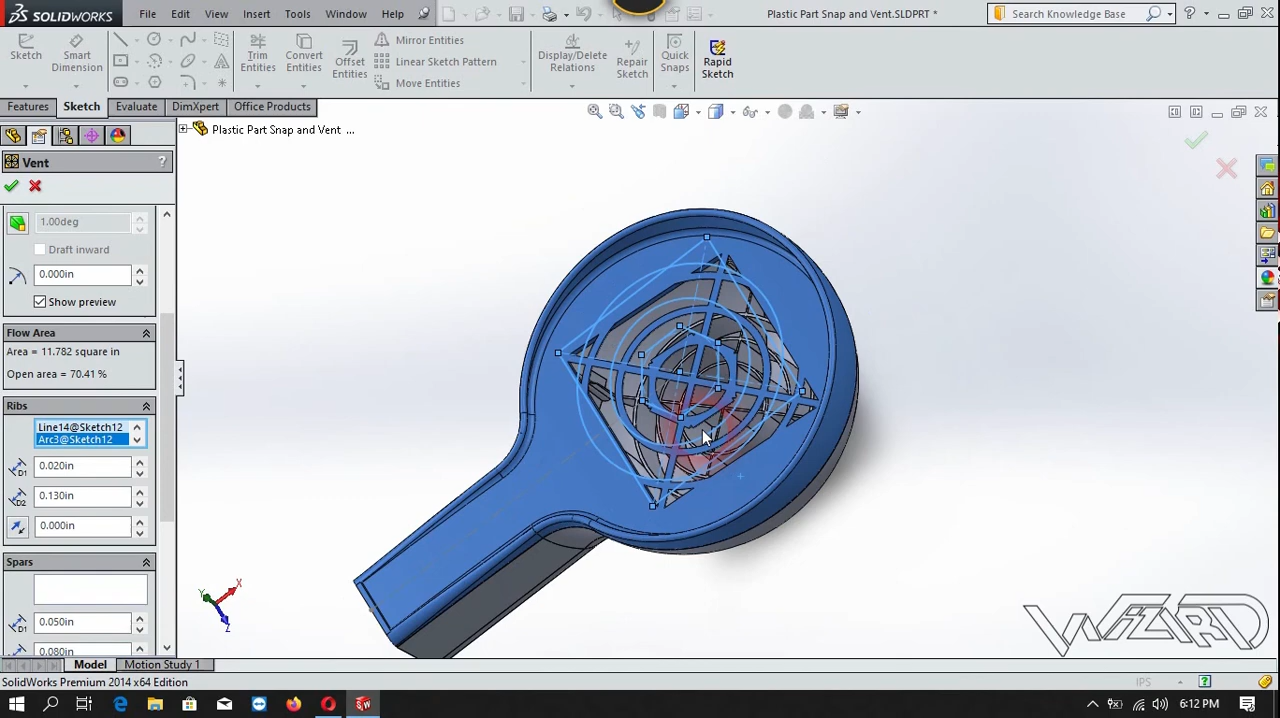 SOLIDWORKS File Edit View Insert Tools Window Help Plastic Part Snap and Vent.SLDPRT * Search Knowledge Base
Sketch Smart Dimension Trim Entities Convert Entities Offset Entities Mirror Entities Linear Sketch Pattern Move Entities Display/Delete Relations Repair Sketch Quick Snaps Rapid Sketch
Features Sketch Evaluate DimXpert Office Products
Plastic Part Snap and Vent ...
Vent ?
1.00deg
Draft inward
0.000in
Show preview
Flow Area
Area = 11.782 square in
Open area = 70.41 %
Ribs
Line14@Sketch12
Arc3@Sketch12
D1 0.020in
D2 0.130in
0.000in
Spars
D1 0.050in
0.080in
Y X Z
WIZARD
Model Motion Study 1
SolidWorks Premium 2014 x64 Edition IPS
SW 6:12 PM